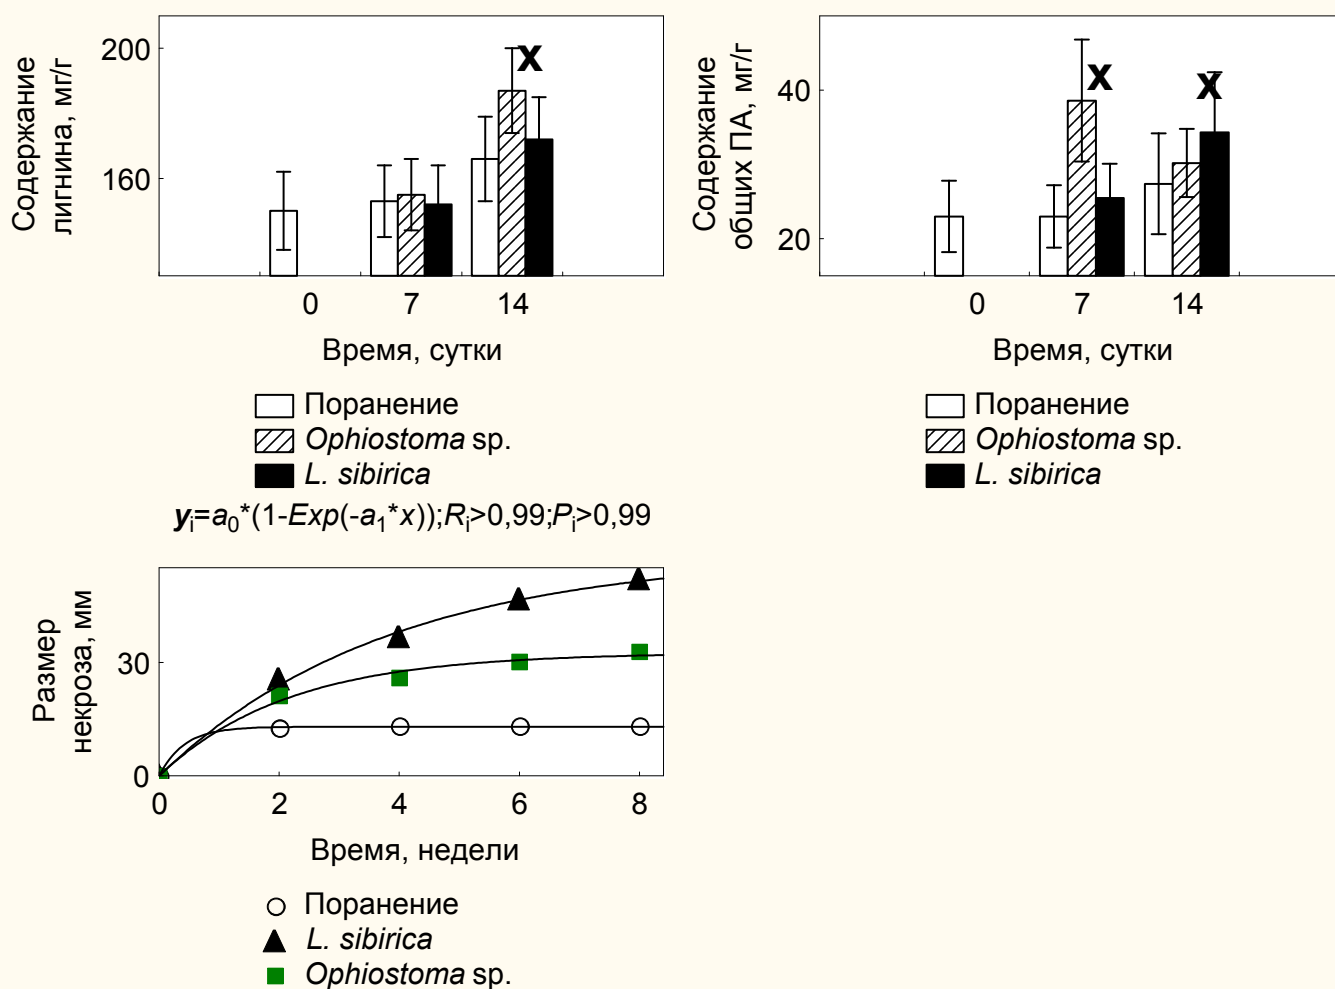 Содержание
лигнина, мг/г
200
160
X
0 7 14
Время, сутки
Поранение
Ophiostoma sp.
L. sibirica
Содержание
общих ПА, мг/г
40
20
X X
0 7 14
Время, сутки
Поранение
Ophiostoma sp.
L. sibirica
yi=a0*(1-Exp(-a1*x));Ri>0,99;Pi>0,99
Размер
некроза, мм
30
0
0 2 4 6 8
Время, недели
Поранение
L. sibirica
Ophiostoma sp.